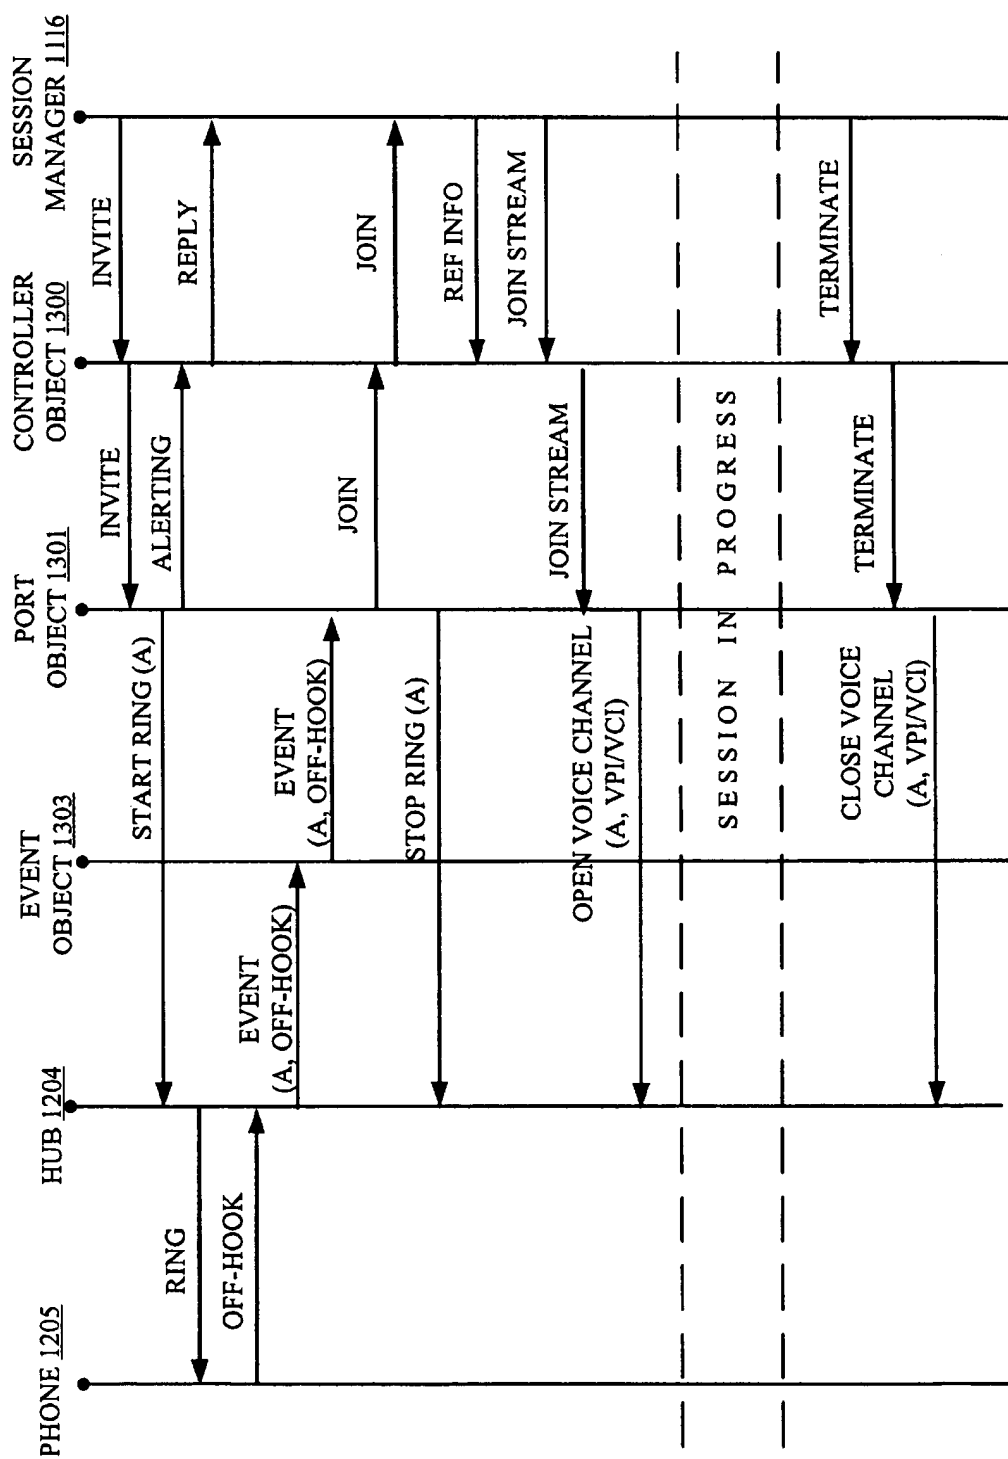 PHONE 1205
HUB 1204
EVENT
OBJECT 1303
PORT
OBJECT 1301
CONTROLLER
OBJECT 1300
SESSION
MANAGER 1116
INVITE
INVITE
START RING (A)
ALERTING
RING
REPLY
OFF-HOOK
EVENT
(A, OFF-HOOK)
EVENT
(A, OFF-HOOK)
JOIN
JOIN
STOP RING (A)
REF INFO
JOIN STREAM
JOIN STREAM
OPEN VOICE CHANNEL
(A, VPI/VCI)
SESSION IN PROGRESS
TERMINATE
TERMINATE
CLOSE VOICE
CHANNEL
(A, VPI/VCI)